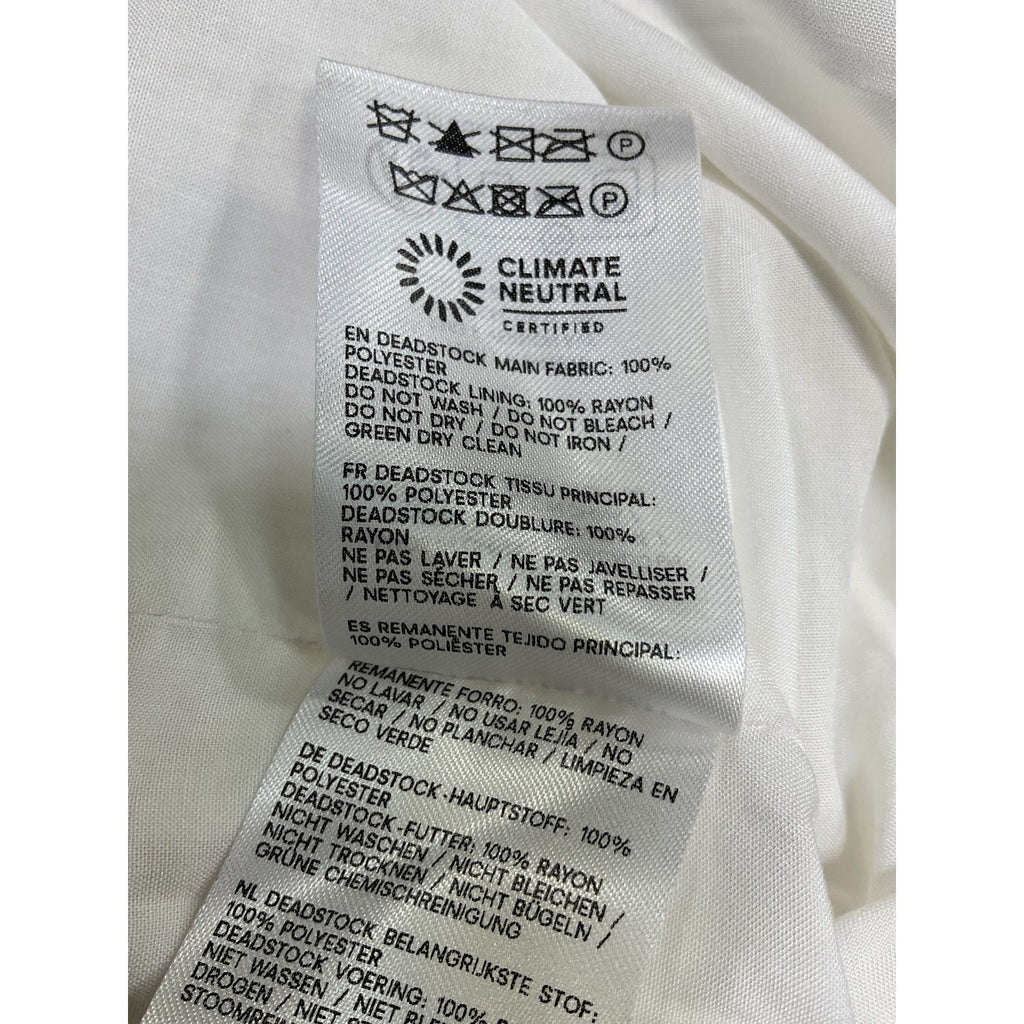 P
P
CLIMATE
NEUTRAL
CERTIFIED
EN DEADSTOCK MAIN FABRIC: 100%
POLYESTER
DEADSTOCK LINING: 100% RAYON
DO NOT WASH / DO NOT BLEACH /
DO NOT DRY / DO NOT IRON /
GREEN DRY CLEAN
FR DEADSTOCK TISSU PRINCIPAL:
100% POLYESTER
DEADSTOCK DOUBLURE: 100%
RAYON
NE PAS LAVER / NE PAS JAVELLISER /
NE PAS SÉCHER / NE PAS REPASSER
/ NETTOYAGE À SEC VERT
ES REMANENTE TEJIDO PRINCIPAL:
100% POLIÉSTER
REMANENTE FORRO: 100% RAYON
NO LAVAR / NO USAR LEJÍA / NO
SECAR / NO PLANCHAR / LIMPIEZA EN
SECO VERDE
DE DEADSTOCK-HAUPTSTOFF: 100%
POLYESTER
DEADSTOCK-FUTTER: 100% RAYON
NICHT WASCHEN / NICHT BLEICHEN /
NICHT TROCKNEN / NICHT BÜGELN /
GRÜNE CHEMISCHREINIGUNG
NL DEADSTOCK BELANGRIJKSTE STOF:
100% POLYESTER
DEADSTOCK VOERING: 100%
NIET WASSEN / NIET
DROGEN / NIET